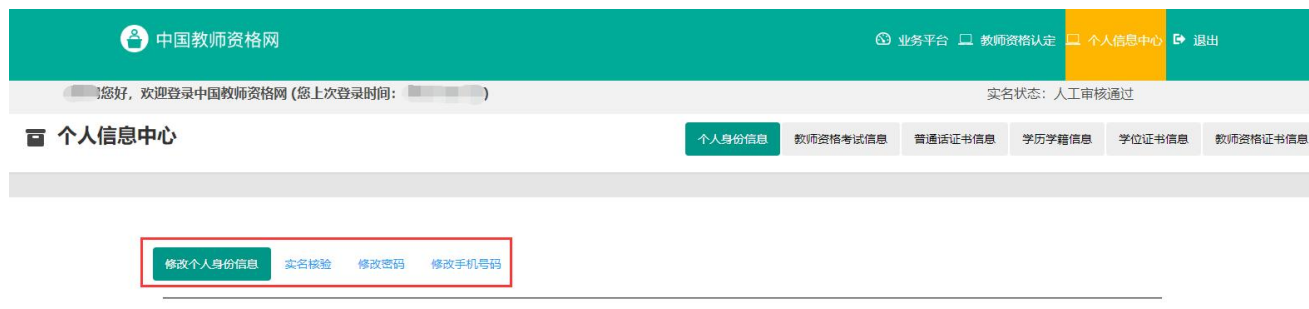 中国教师资格网
业务平台 教师资格认定 个人信息中心 退出
您好，欢迎登录中国教师资格网 (您上次登录时间： ) 实名状态：人工审核通过
个人信息中心 个人身份信息 教师资格考试信息 普通话证书信息 学历学籍信息 学位证书信息 教师资格证书信息
修改个人身份信息 实名核验 修改密码 修改手机号码